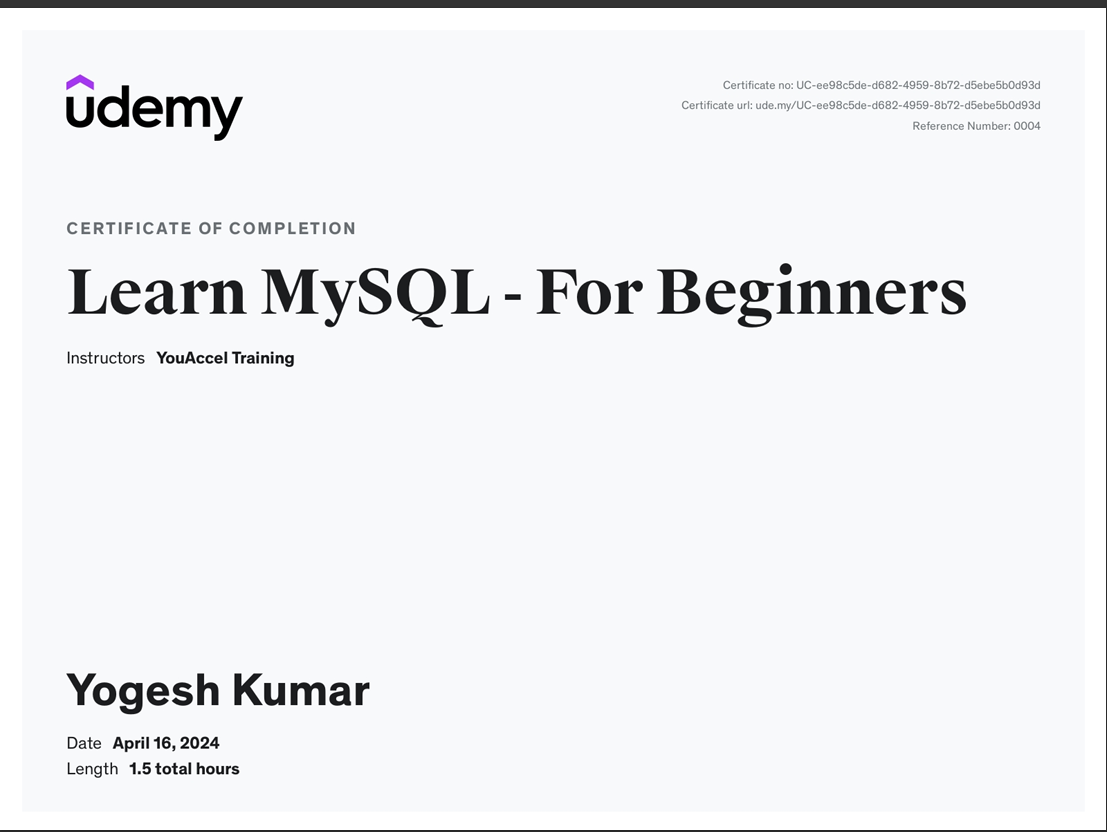 udemy
Certificate no: UC-ee98c5de-d682-4959-8b72-d5ebe5b0d93d
Certificate url: ude.my/UC-ee98c5de-d682-4959-8b72-d5ebe5b0d93d
Reference Number: 0004
CERTIFICATE OF COMPLETION
Learn MySQL - For Beginners
Instructors YouAccel Training
Yogesh Kumar
Date April 16, 2024
Length 1.5 total hours